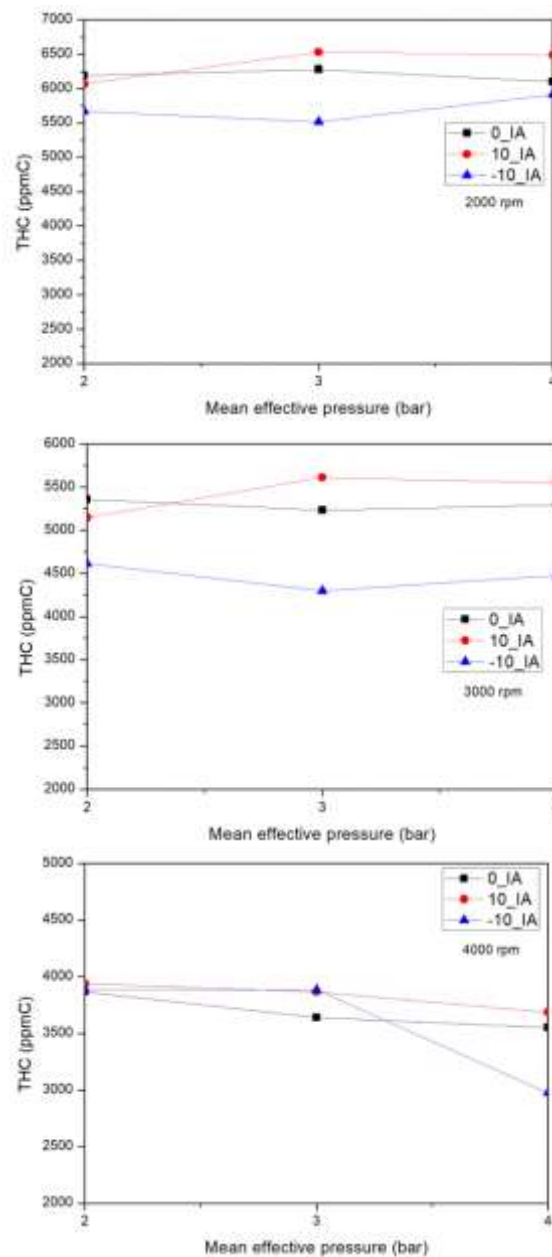 7000
6500
6000
5500
5000
4500
4000
3500
3000
2500
2000
THC (ppmC)
0_IA
10_IA
-10_IA
2000 rpm
2
3
4
Mean effective pressure (bar)
6000
5500
5000
4500
4000
3500
3000
2500
2000
THC (ppmC)
0_IA
10_IA
-10_IA
3000 rpm
2
3
Mean effective pressure (bar)
5000
4500
4000
3500
3000
2500
2000
THC (ppmC)
0_IA
10_IA
-10_IA
4000 rpm
2
3
4
Mean effective pressure (bar)